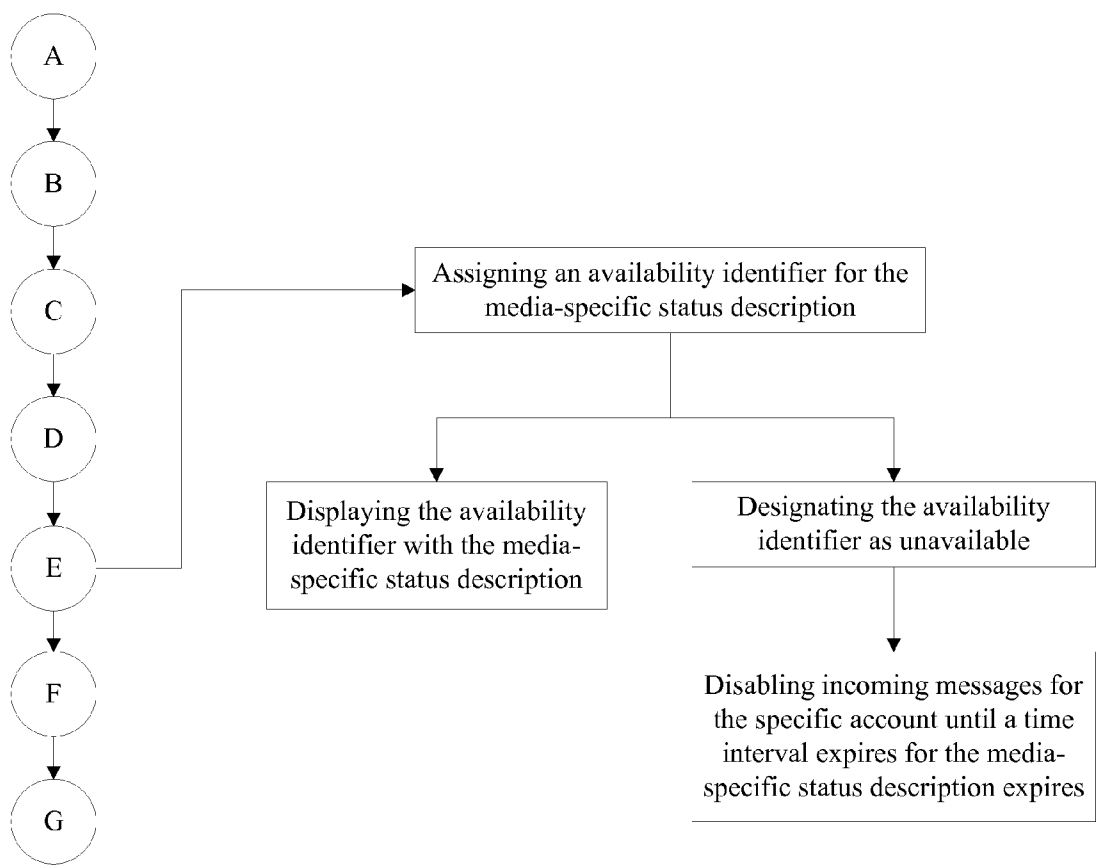 A
B
C
D
E
F
G
Assigning an availability identifier for the
media-specific status description
Displaying the availability
identifier with the media-
specific status description
Designating the availability
identifier as unavailable
Disabling incoming messages for
the specific account until a time
interval expires for the media-
specific status description expires